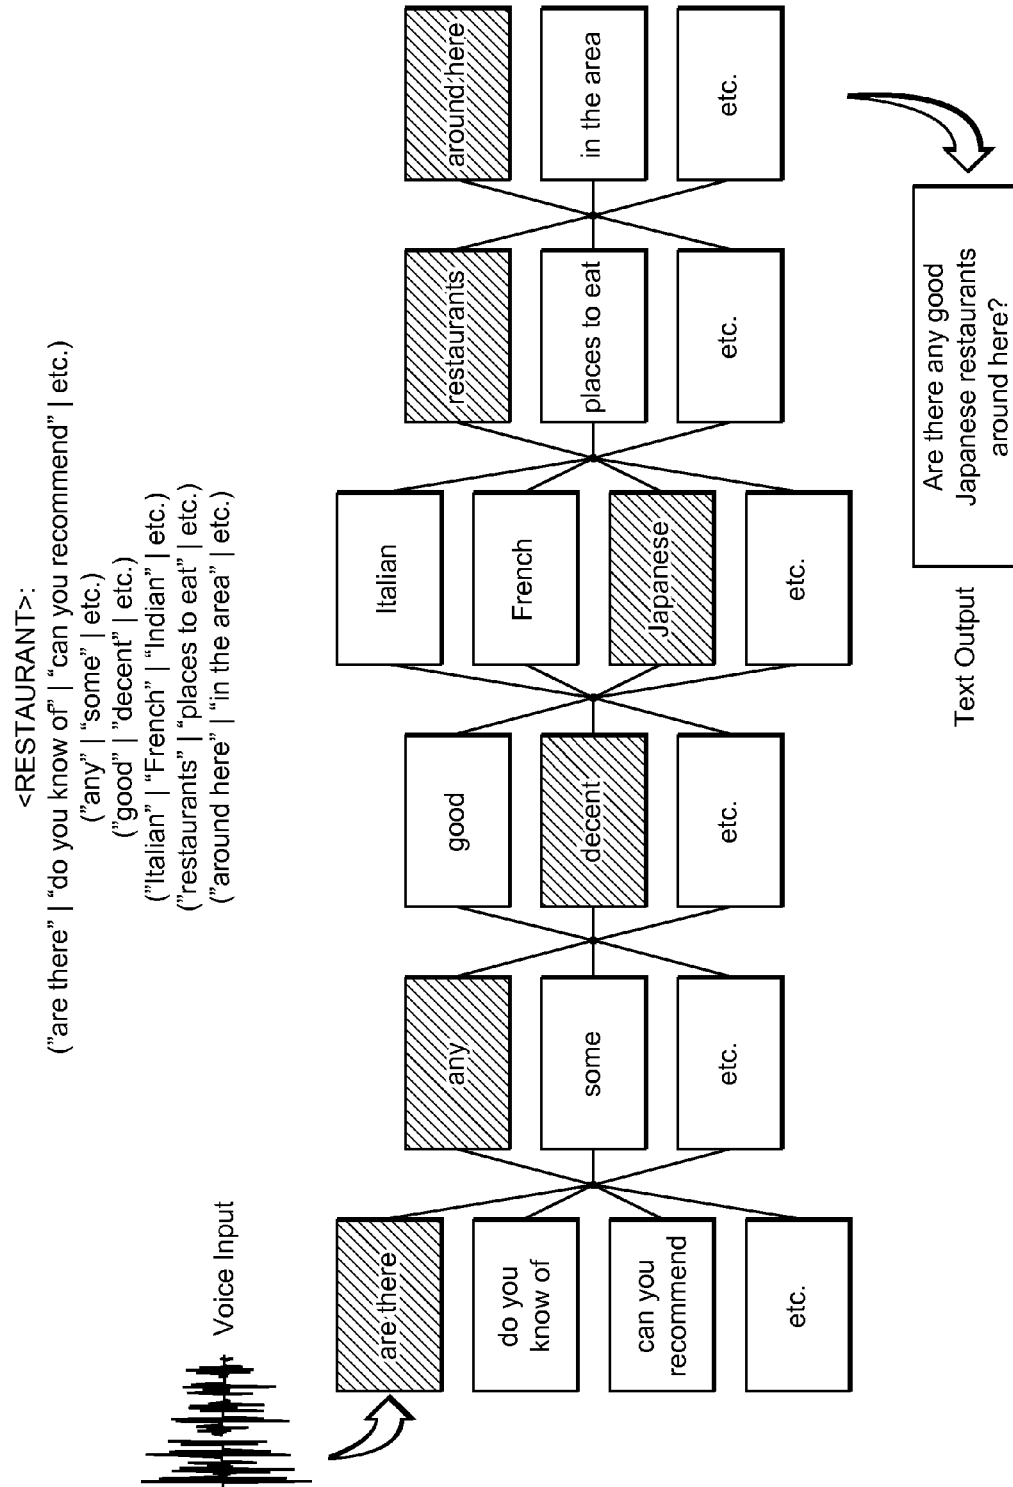 <RESTAURANT>:
("are there" | "do you know of" | "can you recommend" | etc.)
("any" | "some" | etc.)
("good" | "decent" | etc.)
("Italian" | "French" | "Indian" | etc.)
("restaurants" | "places to eat" | etc.)
("around here" | "in the area" | etc.)
Voice Input
are there
do you
know of
can you
recommend
etc.
any
some
etc.
good
decent
etc.
Italian
French
Japanese
etc.
restaurants
places to eat
etc.
around here
in the area
etc.
Text Output
Are there any good
Japanese restaurants
around here?